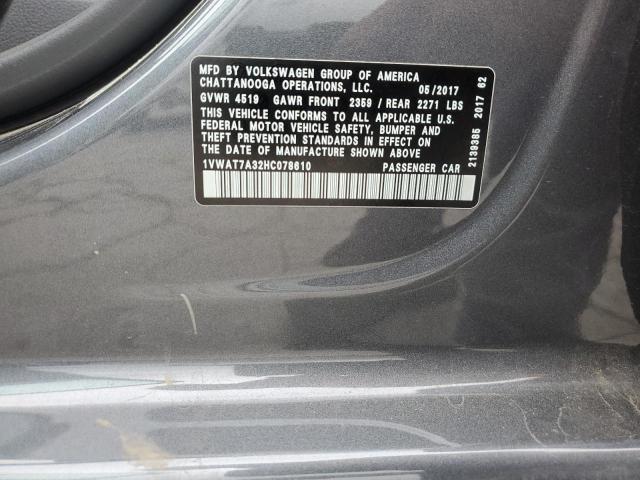 MFD BY VOLKSWAGEN GROUP OF AMERICA
CHATTANOOGA OPERATIONS, LLC. 05/2017
GVWR 4519 GAWR FRONT 2359 / REAR 2271 LBS
THIS VEHICLE CONFORMS TO ALL APPLICABLE U.S.
FEDERAL MOTOR VEHICLE SAFETY, BUMPER AND
THEFT PREVENTION STANDARDS IN EFFECT ON
THE DATE OF MANUFACTURE SHOWN ABOVE.
1VWAT7A32HC078610 PASSENGER CAR
2139385 2017 62